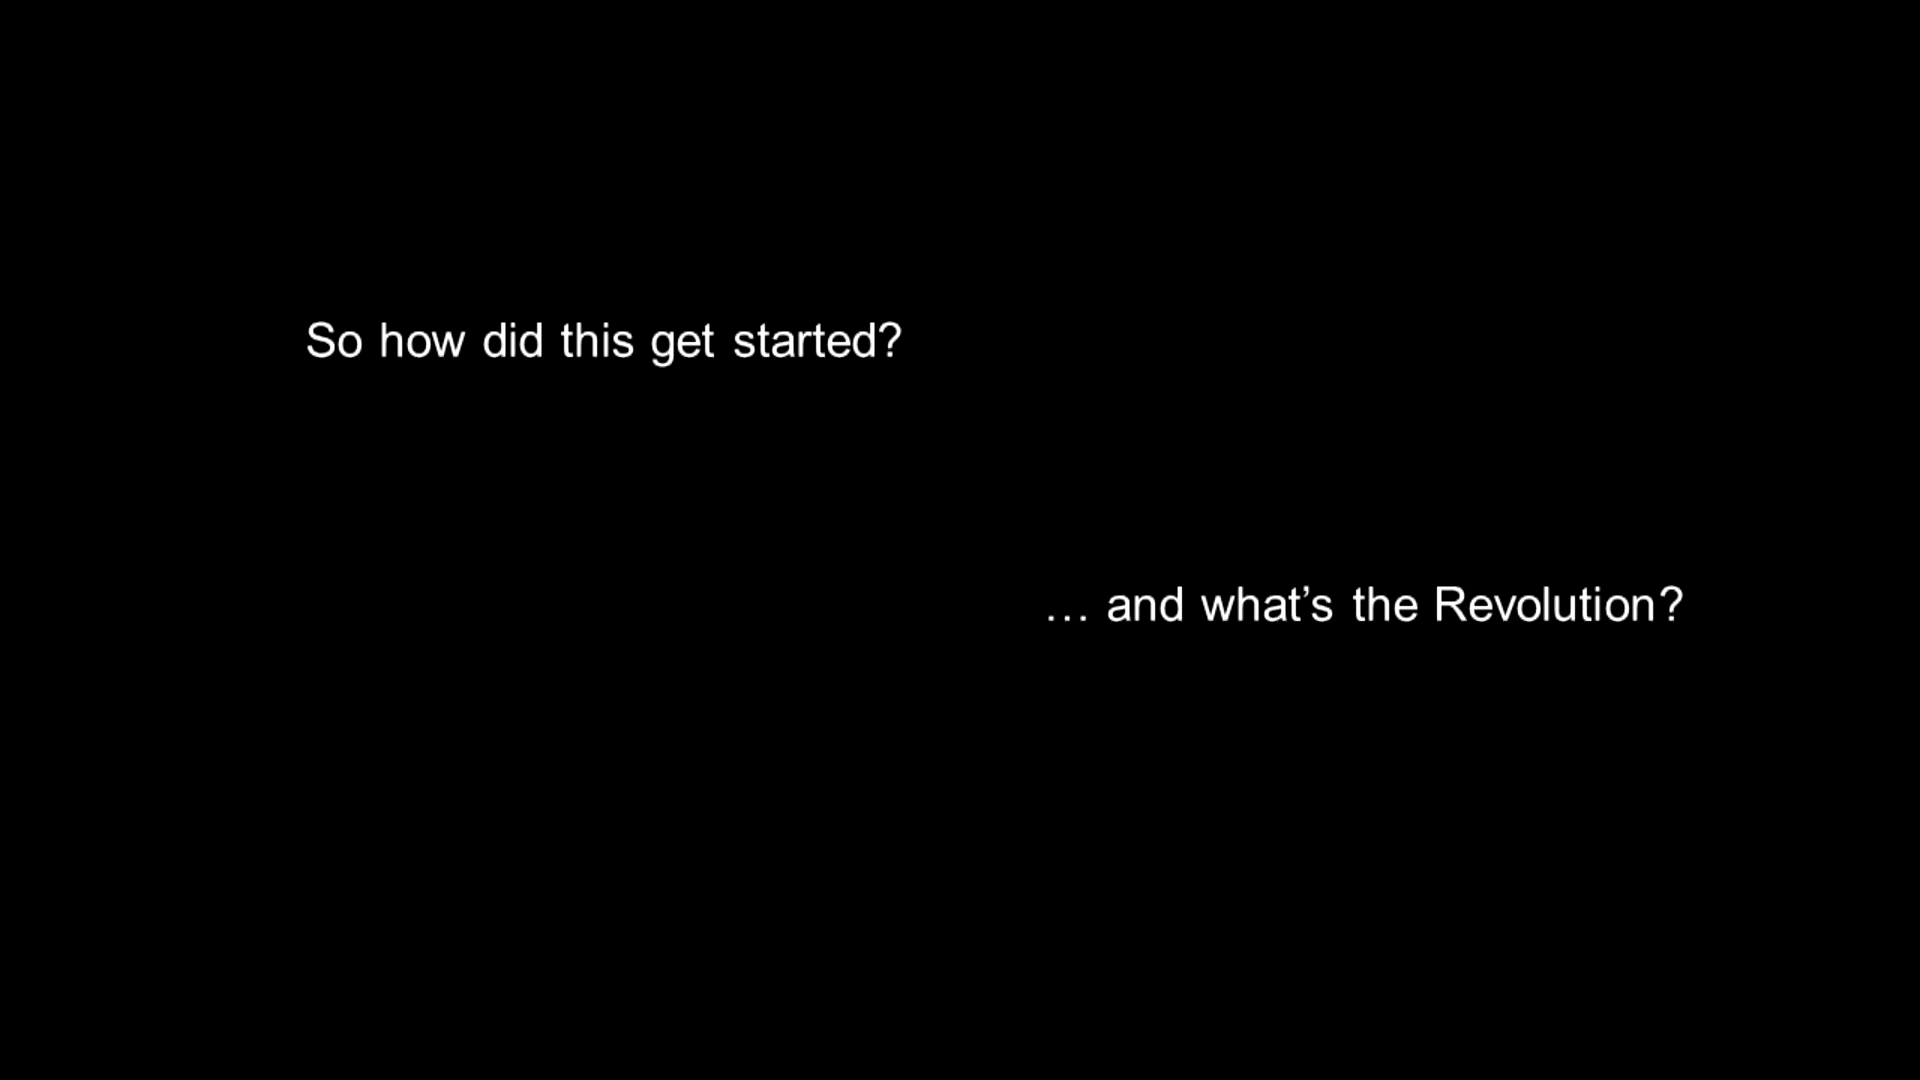 So how did this get started?
… and what’s the Revolution?